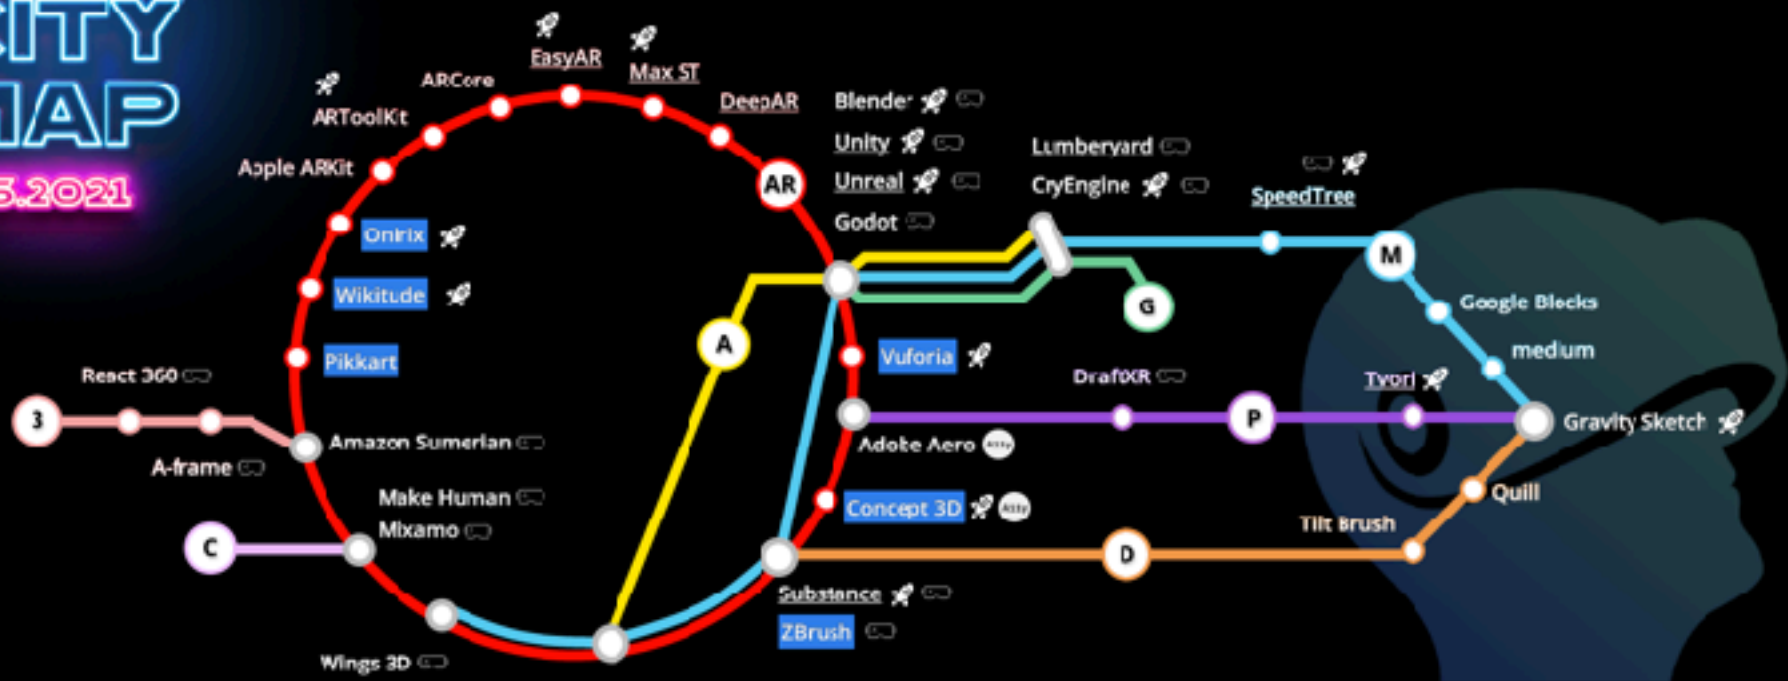 CITY
MAP
5.2021
EasyAR
Max ST
ARCore
DeepAR
ARToolKit
Apple ARKit
AR
Blender
Unity
Unreal
Godot
Lumberyard
CryEngine
SpeedTree
Onirix
Wikitude
Pikkart
M
A
G
Google Blocks
medium
Vuforia
React 360
DraftXR
Tvori
3
P
Gravity Sketch
Amazon Sumerian
Adobe Aero
A-frame
Make Human
Mixamo
Concept 3D
Quill
Tilt Brush
C
D
Substance
ZBrush
Wings 3D